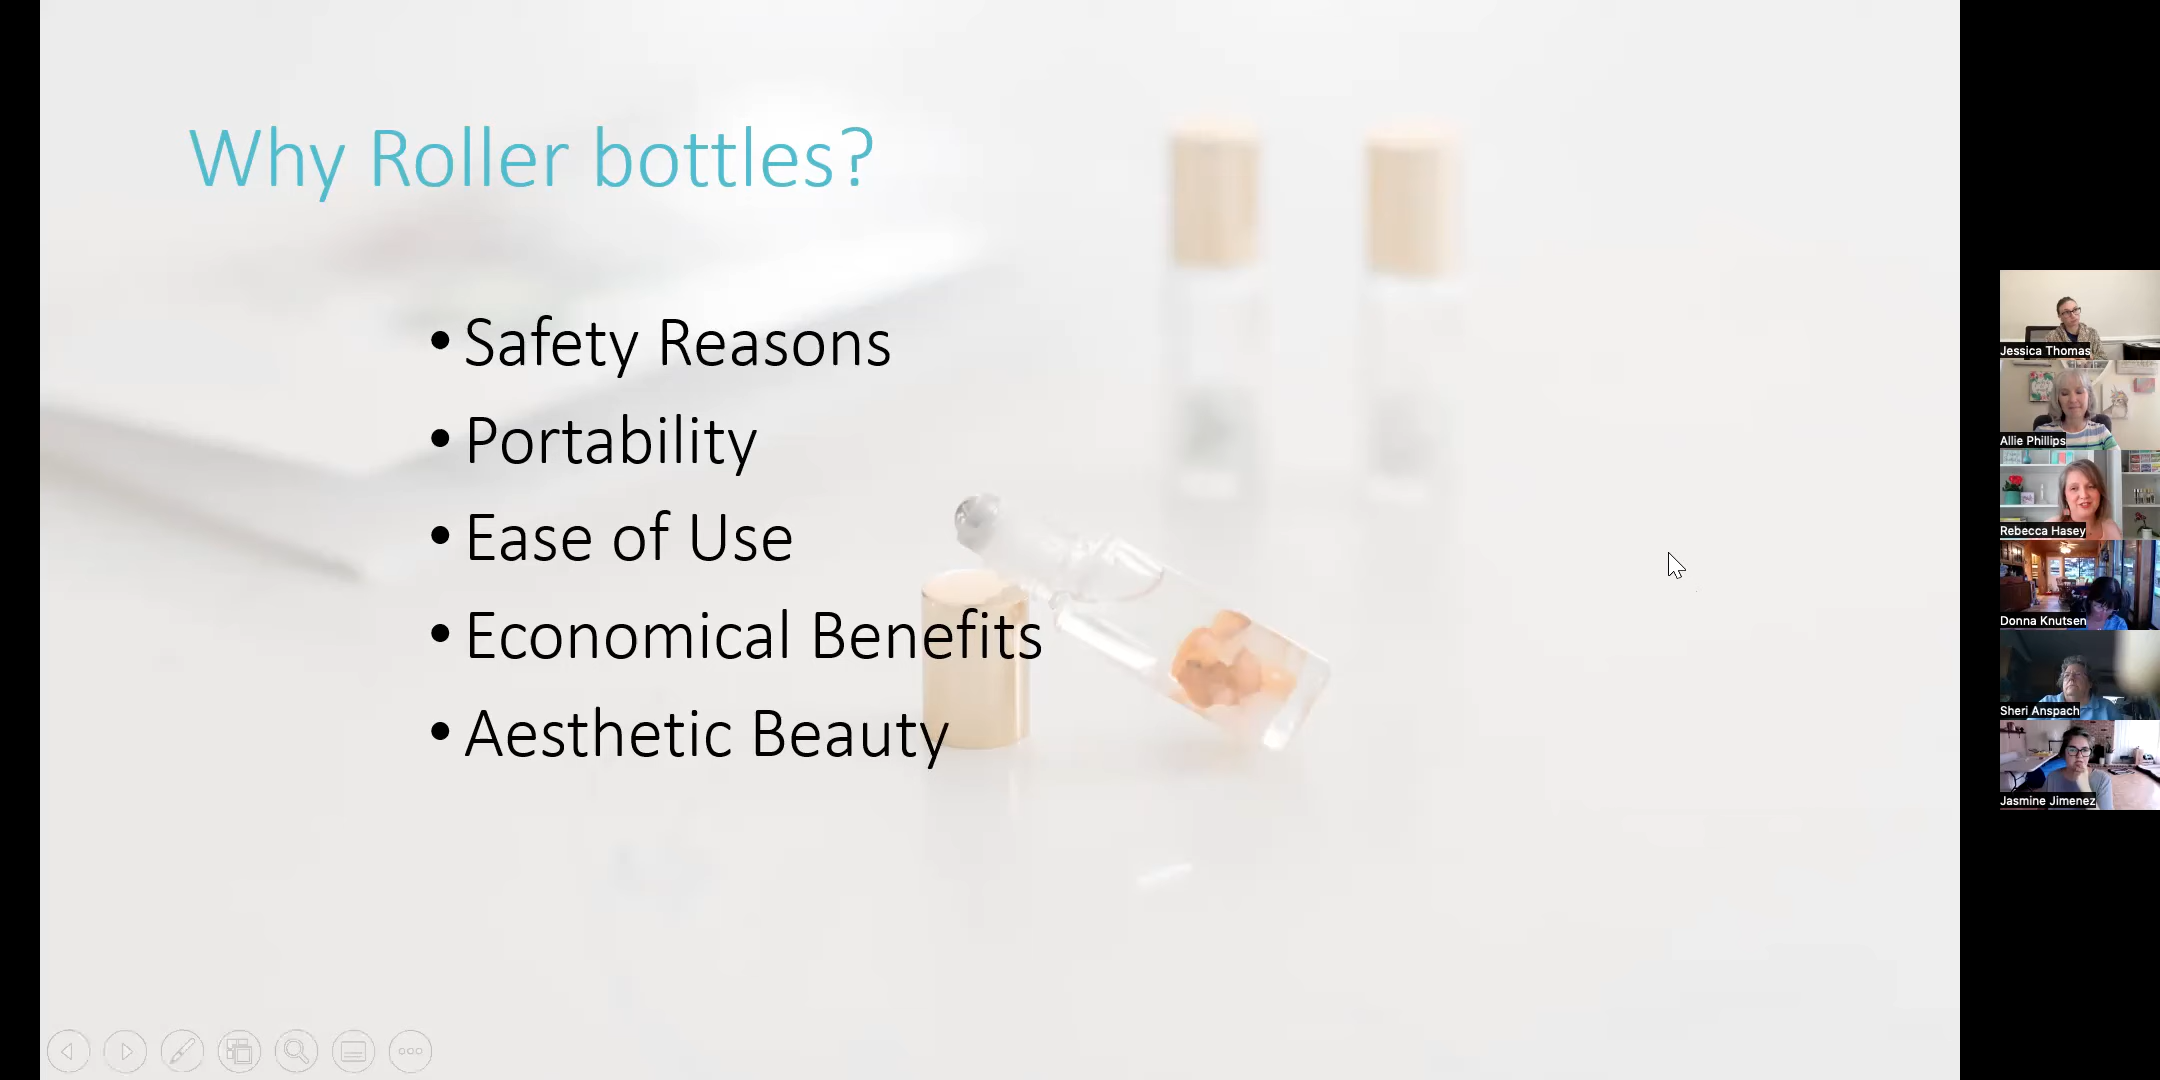 Why Roller bottles?
• Safety Reasons
• Portability
• Ease of Use
• Economical Benefits
• Aesthetic Beauty
Jessica Thomas
Allie Phillips
Rebecca Hasey
Donna Knutsen
Sheri Anspach
Jasmine Jimenez